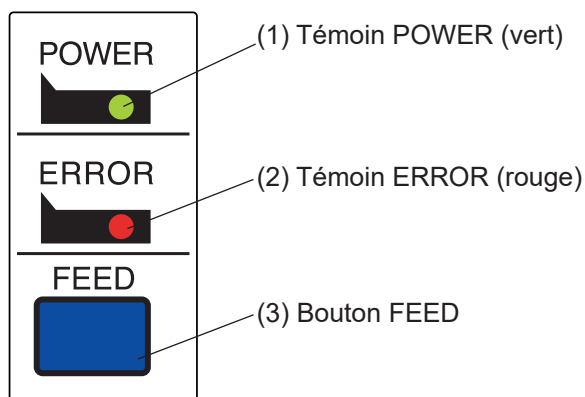 POWER
(1) Témoin POWER (vert)
ERROR
(2) Témoin ERROR (rouge)
FEED
(3) Bouton FEED